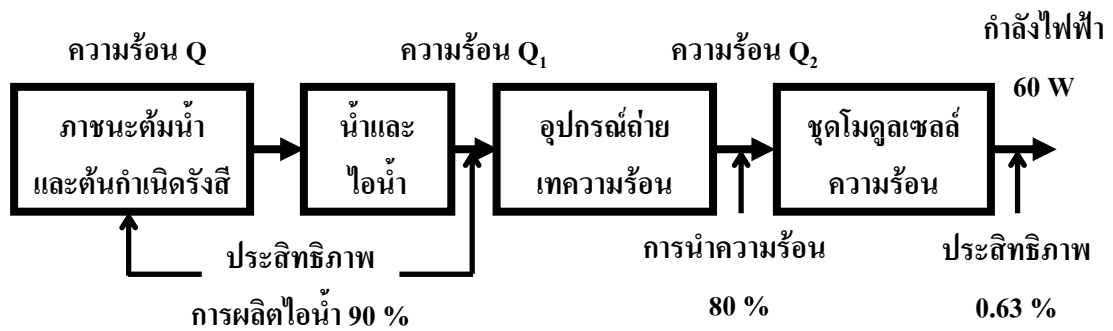 กำลังไฟฟ้า
60 W
ความร้อน Q
ความร้อน Q₁
ความร้อน Q₂
ภาชนะต้มน้ำ
และต้นกำเนิดรังสี
น้ำและ
ไอน้ำ
อุปกรณ์ถ่าย
เทความร้อน
ชุดโมดูลเซลล์
ความร้อน
ประสิทธิภาพ
การผลิตไอน้ำ 90 %
การนำความร้อน
80 %
ประสิทธิภาพ
0.63 %